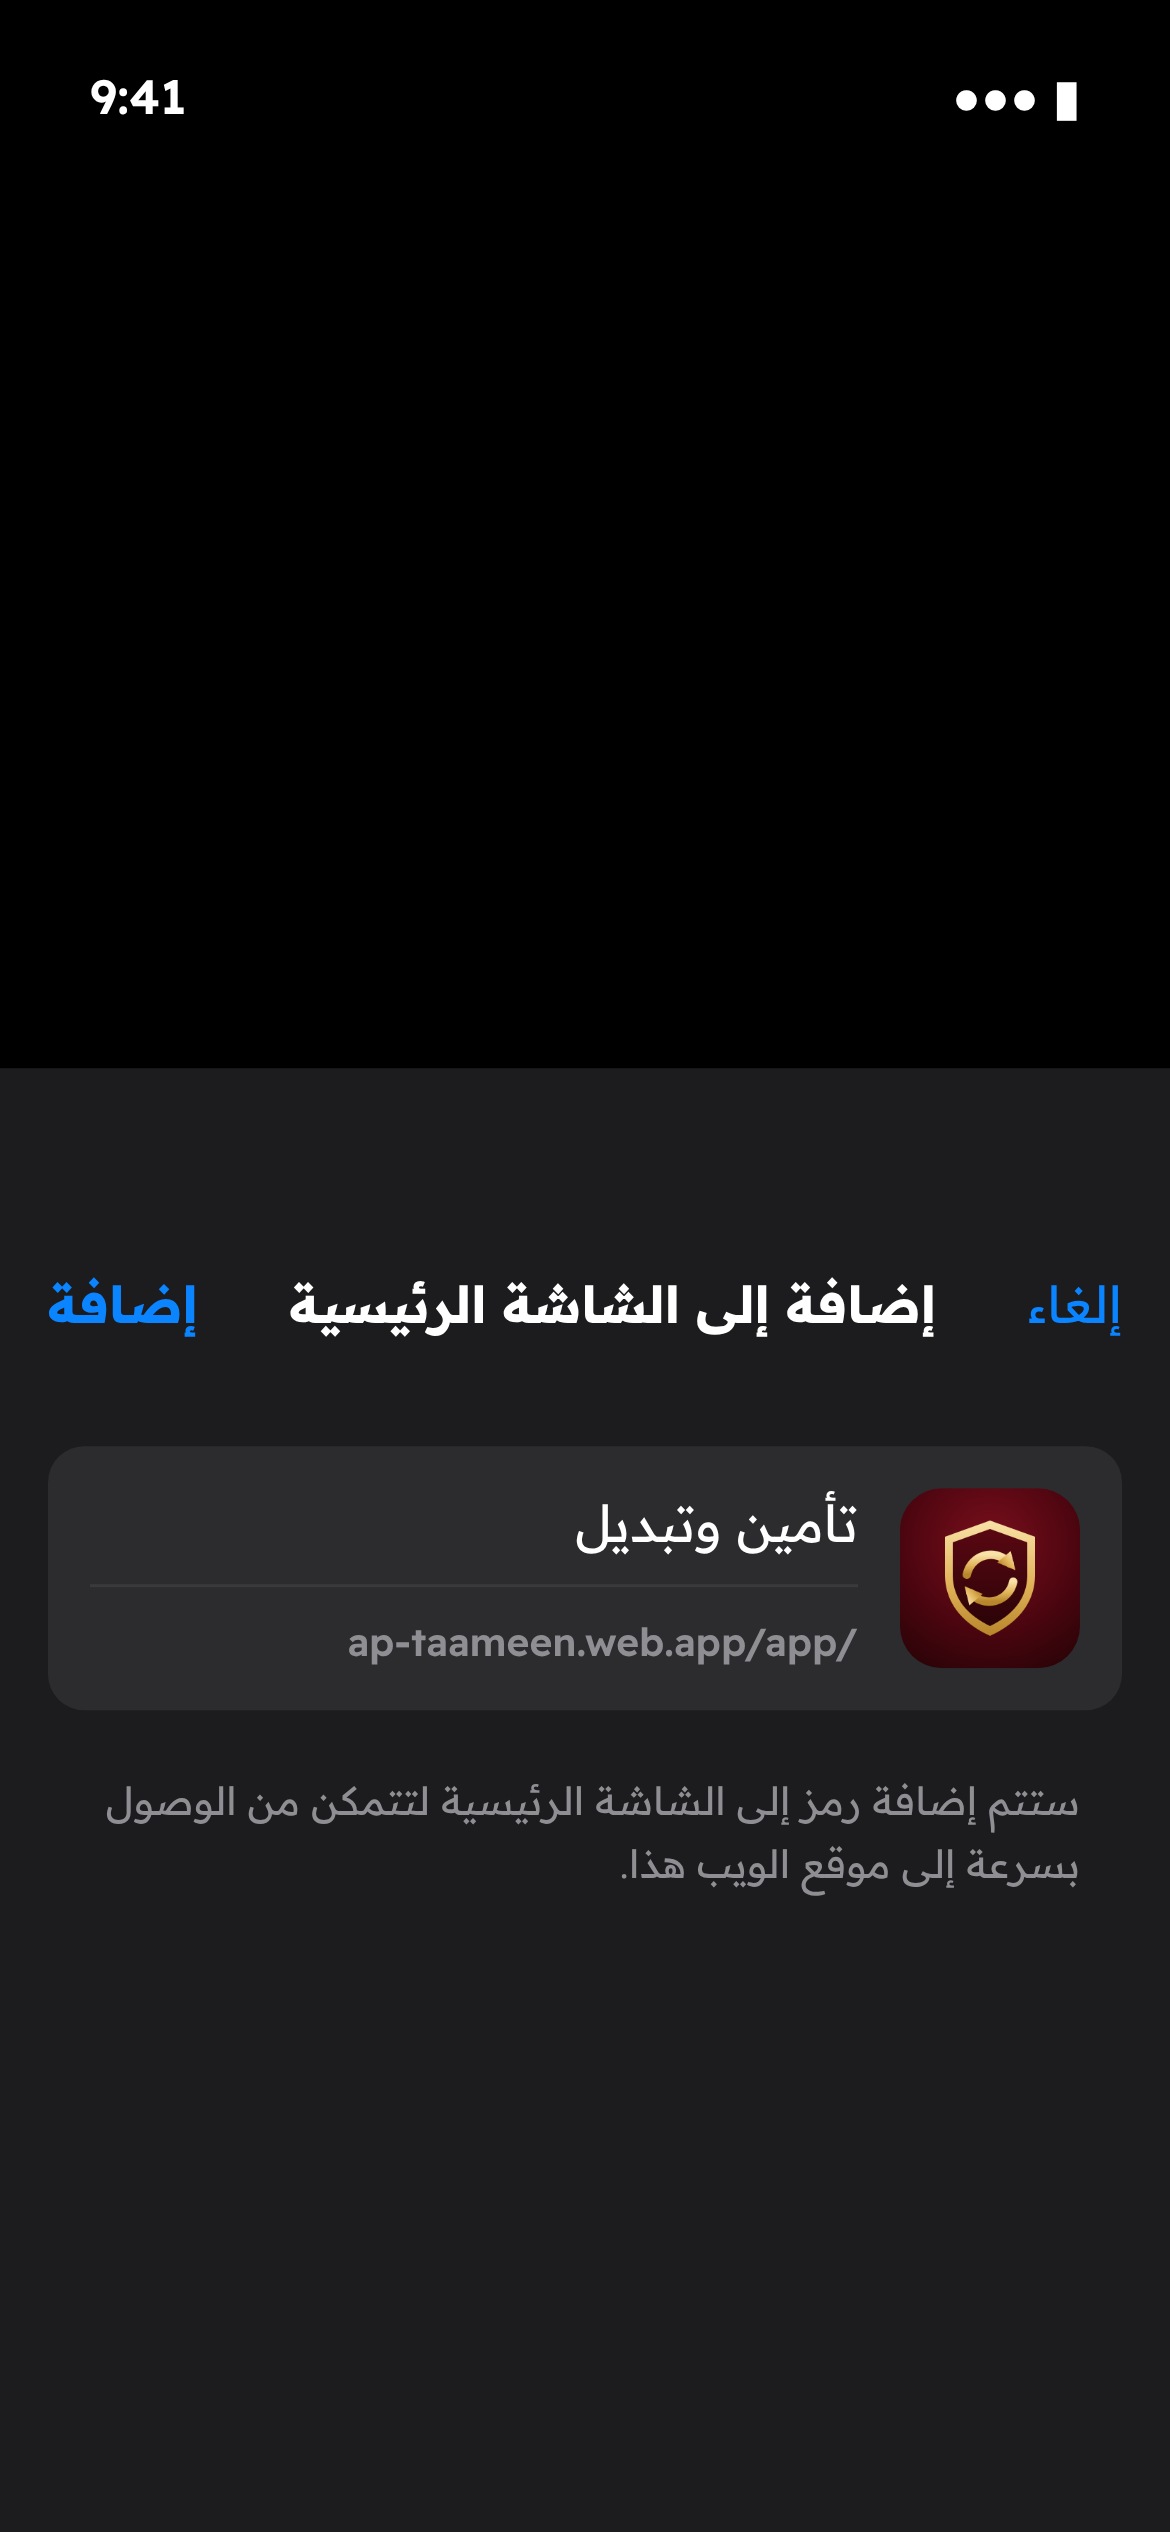 9:41
إلغاء إضافة إلى الشاشة الرئيسية إضافة
تأمين وتبديل
ap-taameen.web.app/app/
ستتم إضافة رمز إلى الشاشة الرئيسية لتتمكن من الوصول
بسرعة إلى موقع الويب هذا.